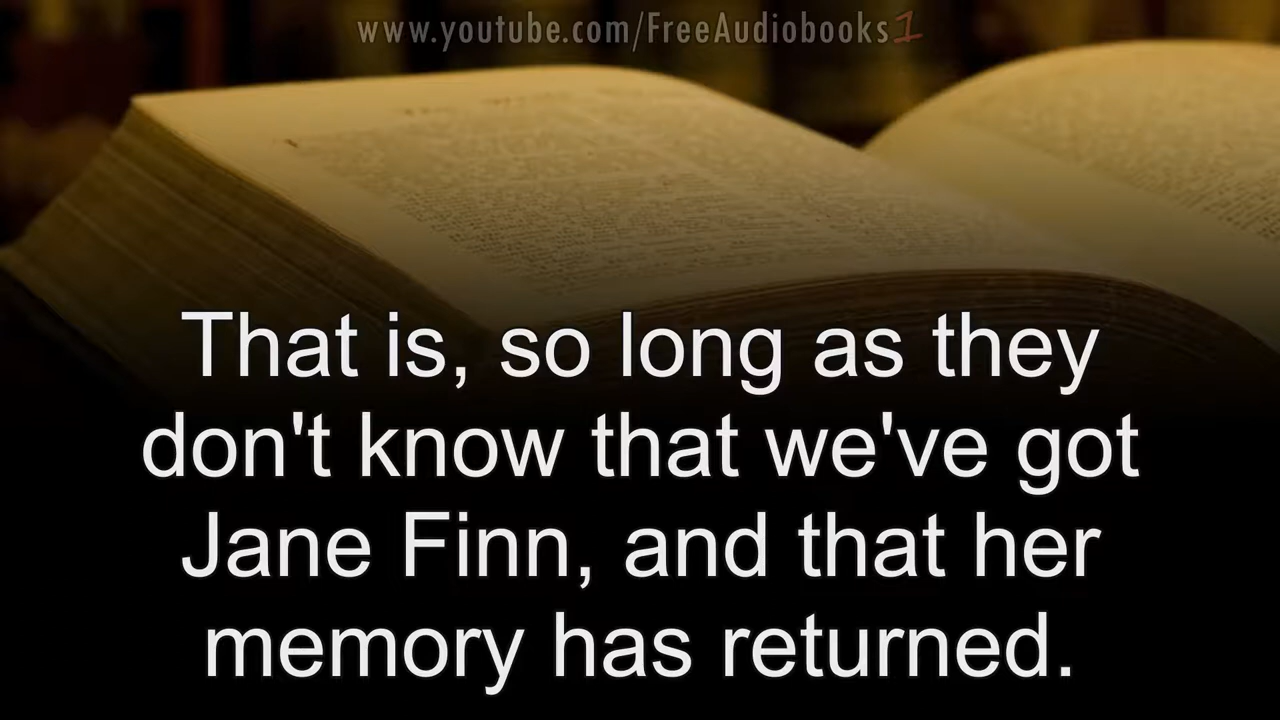 www.youtube.com/FreeAudiobooks1
That is, so long as they
don't know that we've got
Jane Finn, and that her
memory has returned.